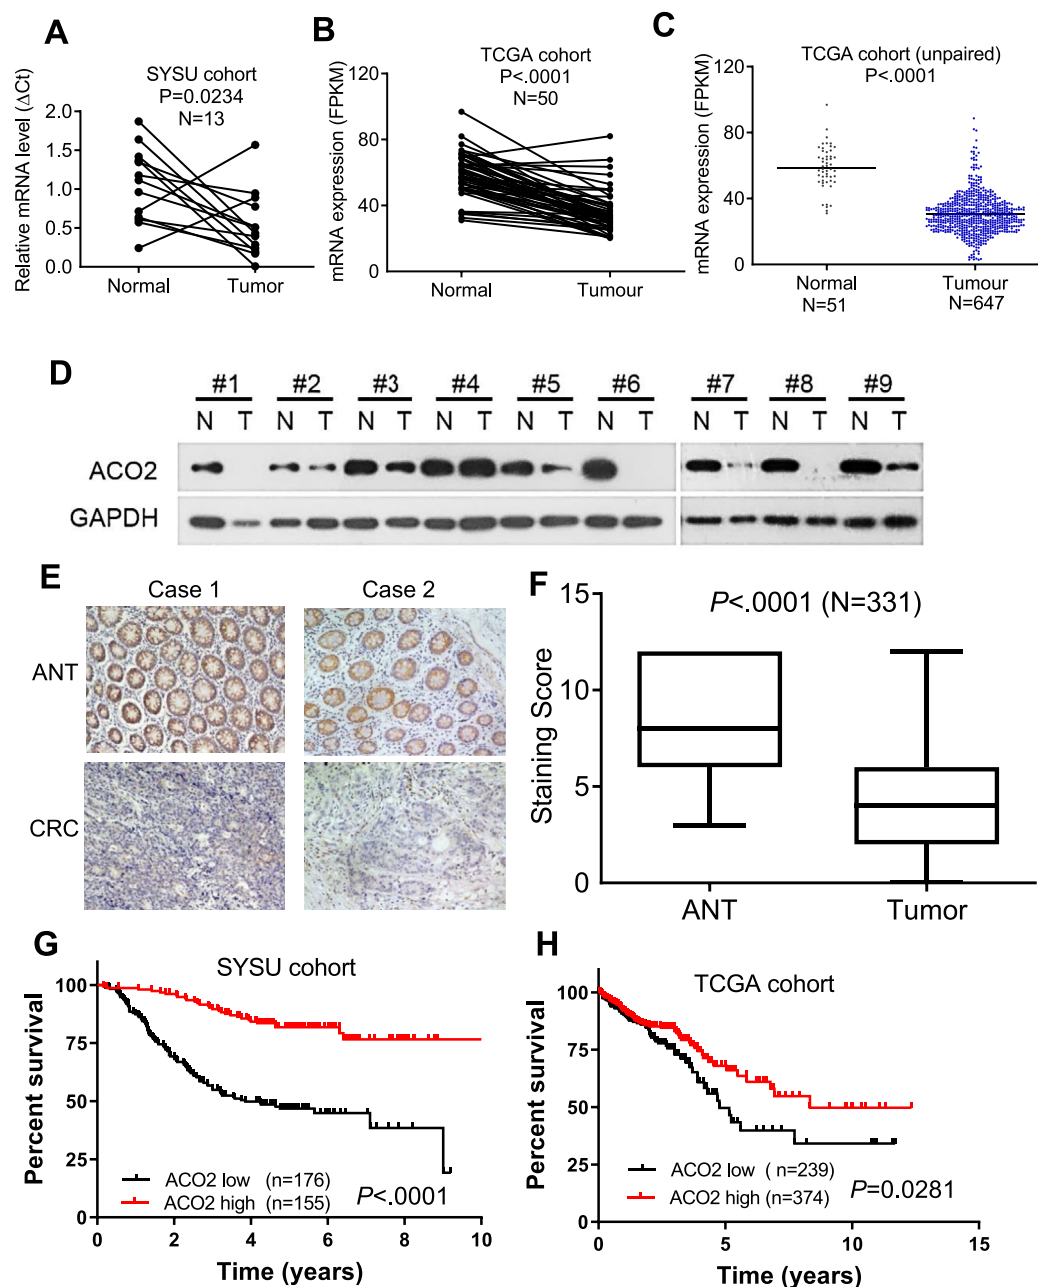 A
SYSU cohort
P=0.0234
N=13
Relative mRNA level (ΔCt)
2.0
1.5
1.0
0.5
0.0
Normal
Tumor
B
TCGA cohort
P<.0001
N=50
mRNA expression (FPKM)
120
80
40
0
Normal
Tumour
C
TCGA cohort (unpaired)
P<.0001
mRNA expression (FPKM)
120
80
40
0
Normal
N=51
Tumour
N=647
D
#1 #2 #3 #4 #5 #6 #7 #8 #9
N T N T N T N T N T N T N T N T N T
ACO2
GAPDH
E
Case 1
Case 2
ANT
CRC
F
P<.0001 (N=331)
Staining Score
15
10
5
0
ANT
Tumor
G
SYSU cohort
Percent survival
100
75
50
25
0
ACO2 low (n=176)
ACO2 high (n=155)
P<.0001
0 2 4 6 8 10
Time (years)
H
TCGA cohort
Percent survival
100
75
50
25
0
ACO2 low ( n=239)
ACO2 high (n=374)
P=0.0281
0 5 10 15
Time (years)